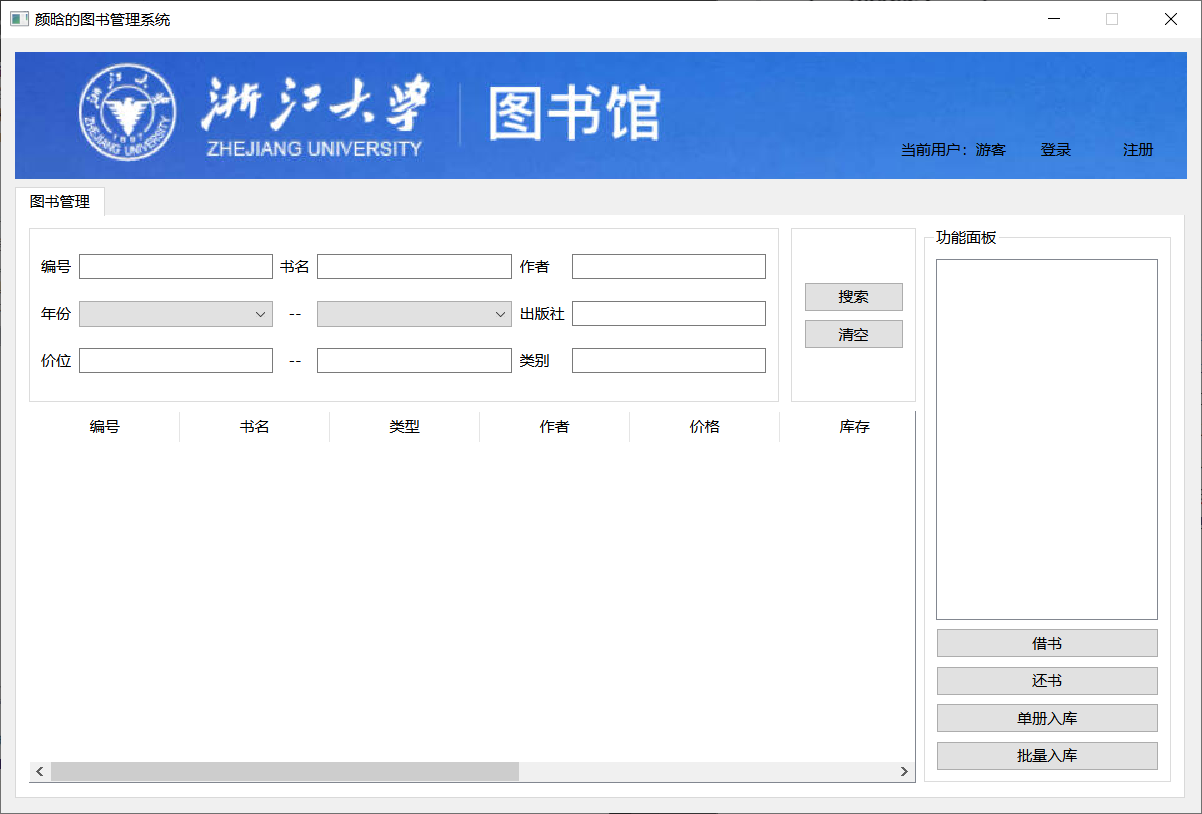 颜晗的图书管理系统
浙江大学
ZHEJIANG UNIVERSITY
图书馆
ZHEJIANG UNIVERSITY
当前用户：游客 登录 注册
图书管理
编号 书名 作者
年份 -- 出版社
价位 -- 类别
搜索
清空
编号 书名 类型 作者 价格 库存
功能面板
借书
还书
单册入库
批量入库